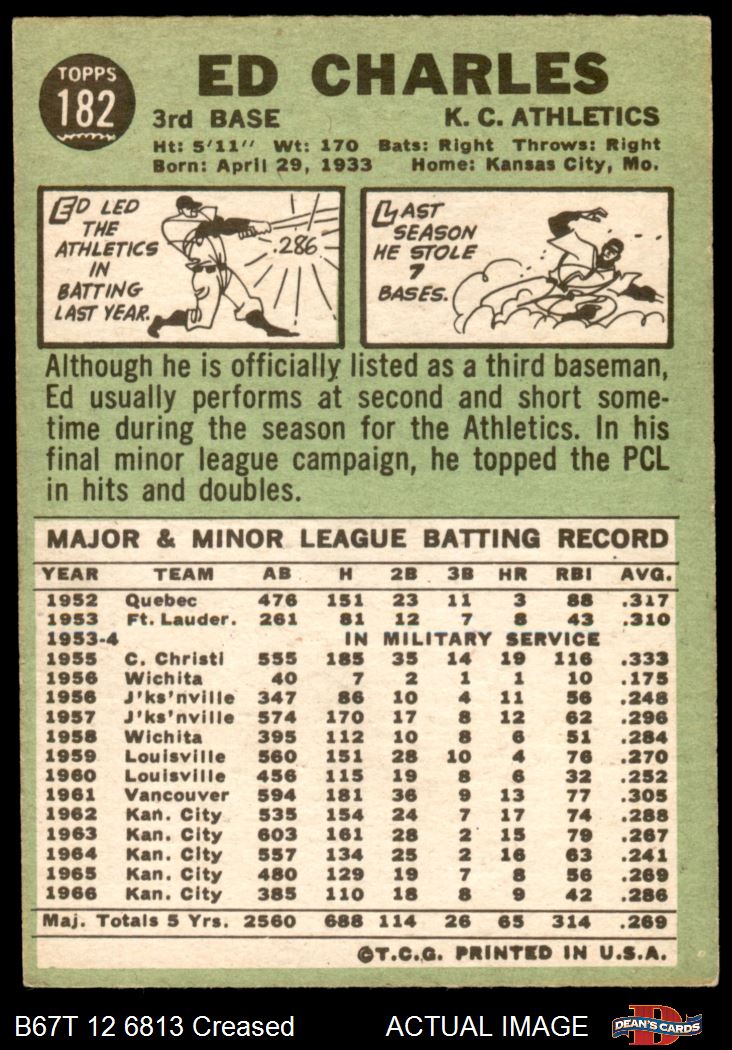 TOPPS
182
ED CHARLES
3rd BASE
K. C. ATHLETICS
Ht: 5'11" Wt: 170 Bats: Right Throws: Right
Born: April 29, 1933 Home: Kansas City, Mo.
ED LED
THE
ATHLETICS
IN
BATTING
LAST YEAR.
.286
LAST
SEASON
HE STOLE
7
BASES.
Although he is officially listed as a third baseman,
Ed usually performs at second and short some-
time during the season for the Athletics. In his
final minor league campaign, he topped the PCL
in hits and doubles.
MAJOR & MINOR LEAGUE BATTING RECORD
YEAR TEAM AB H 2B 3B HR RBI AVG.
1952 Quebec 476 151 23 11 3 88 .317
1953 Ft. Lauder. 261 81 12 7 8 43 .310
1953-4 IN MILITARY SERVICE
1955 C. Christi 555 185 35 14 19 116 .333
1956 Wichita 40 7 2 1 1 10 .175
1956 J'ks'nville 347 86 10 4 11 56 .248
1957 J'ks'nville 574 170 17 8 12 62 .296
1958 Wichita 395 112 10 8 6 51 .284
1959 Louisville 560 151 28 10 4 76 .270
1960 Louisville 456 115 19 8 6 32 .252
1961 Vancouver 594 181 36 9 13 77 .305
1962 Kan. City 535 154 24 7 17 74 .288
1963 Kan. City 603 161 28 2 15 79 .267
1964 Kan. City 557 134 25 2 16 63 .241
1965 Kan. City 480 129 19 7 8 56 .269
1966 Kan. City 385 110 18 8 9 42 .286
Maj. Totals 5 Yrs. 2560 688 114 26 65 314 .269
©T.C.G. PRINTED IN U.S.A.
B67T 12 6813 Creased
ACTUAL IMAGE
D
DEAN'S CARDS